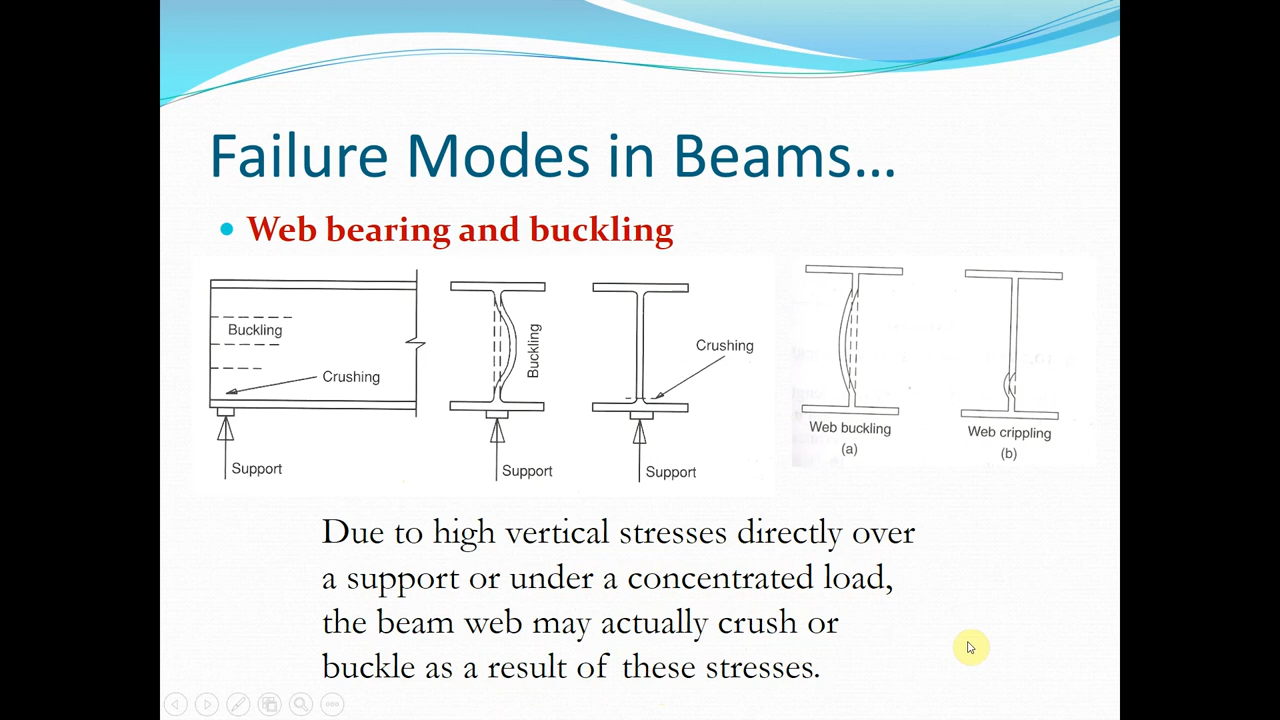 Failure Modes in Beams...
Web bearing and buckling
Buckling
Crushing
Support
Buckling
Support
Crushing
Support
Web buckling
(a)
Web crippling
(b)
Due to high vertical stresses directly over
a support or under a concentrated load,
the beam web may actually crush or
buckle as a result of these stresses.